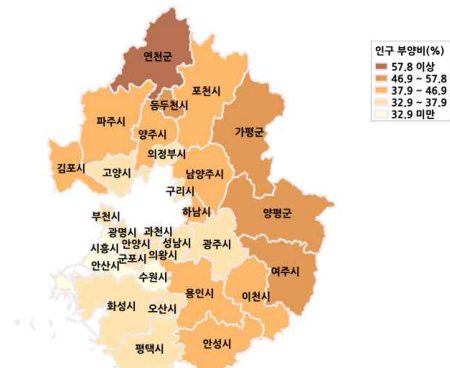 인구 부양비(%)
57.8 이상
46.9 ~ 57.8
37.9 ~ 46.9
32.9 ~ 37.9
32.9 미만
연천군
포천시
동두천시
파주시
양주시
가평군
의정부시
김포시
고양시
남양주시
구리시
하남시
양평군
부천시
광명시
과천시
시흥시
안양시
성남시
광주시
군포시
의왕시
안산시
수원시
여주시
용인시
이천시
화성시
오산시
안성시
평택시